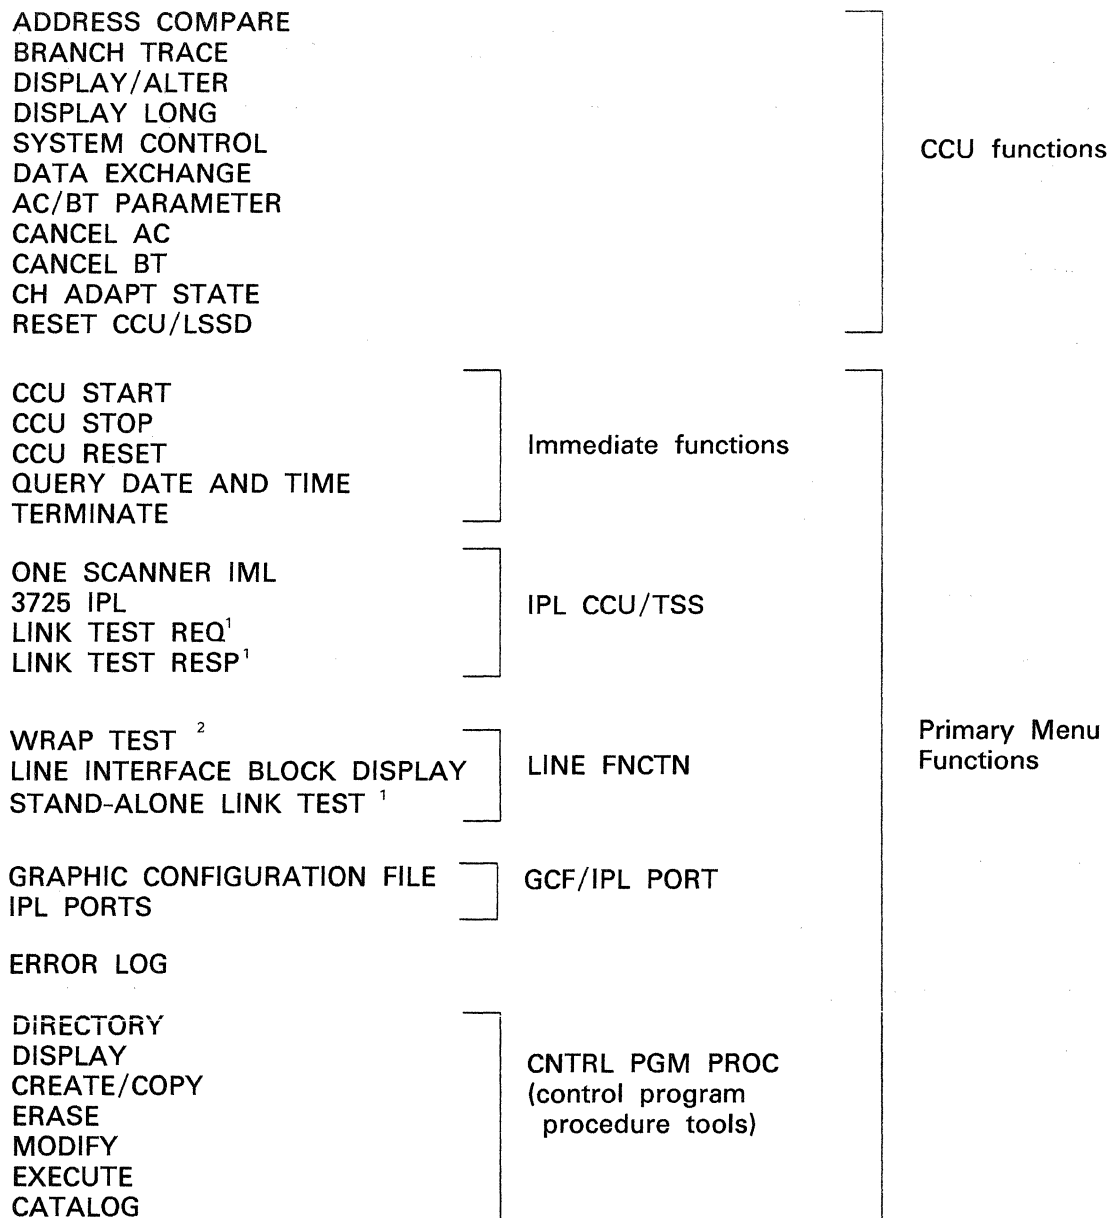 ADDRESS COMPARE
BRANCH TRACE
DISPLAY/ALTER
DISPLAY LONG
SYSTEM CONTROL
DATA EXCHANGE
AC/BT PARAMETER
CANCEL AC
CANCEL BT
CH ADAPT STATE
RESET CCU/LSSD
CCU functions
CCU START
CCU STOP
CCU RESET
QUERY DATE AND TIME
TERMINATE
Immediate functions
ONE SCANNER IML
3725 IPL
LINK TEST REQ¹
LINK TEST RESP¹
IPL CCU/TSS
WRAP TEST ²
LINE INTERFACE BLOCK DISPLAY
STAND-ALONE LINK TEST ¹
LINE FNCTN
GRAPHIC CONFIGURATION FILE
IPL PORTS
GCF/IPL PORT
ERROR LOG
DIRECTORY
DISPLAY
CREATE/COPY
ERASE
MODIFY
EXECUTE
CATALOG
CNTRL PGM PROC
(control program
procedure tools)
Primary Menu
Functions